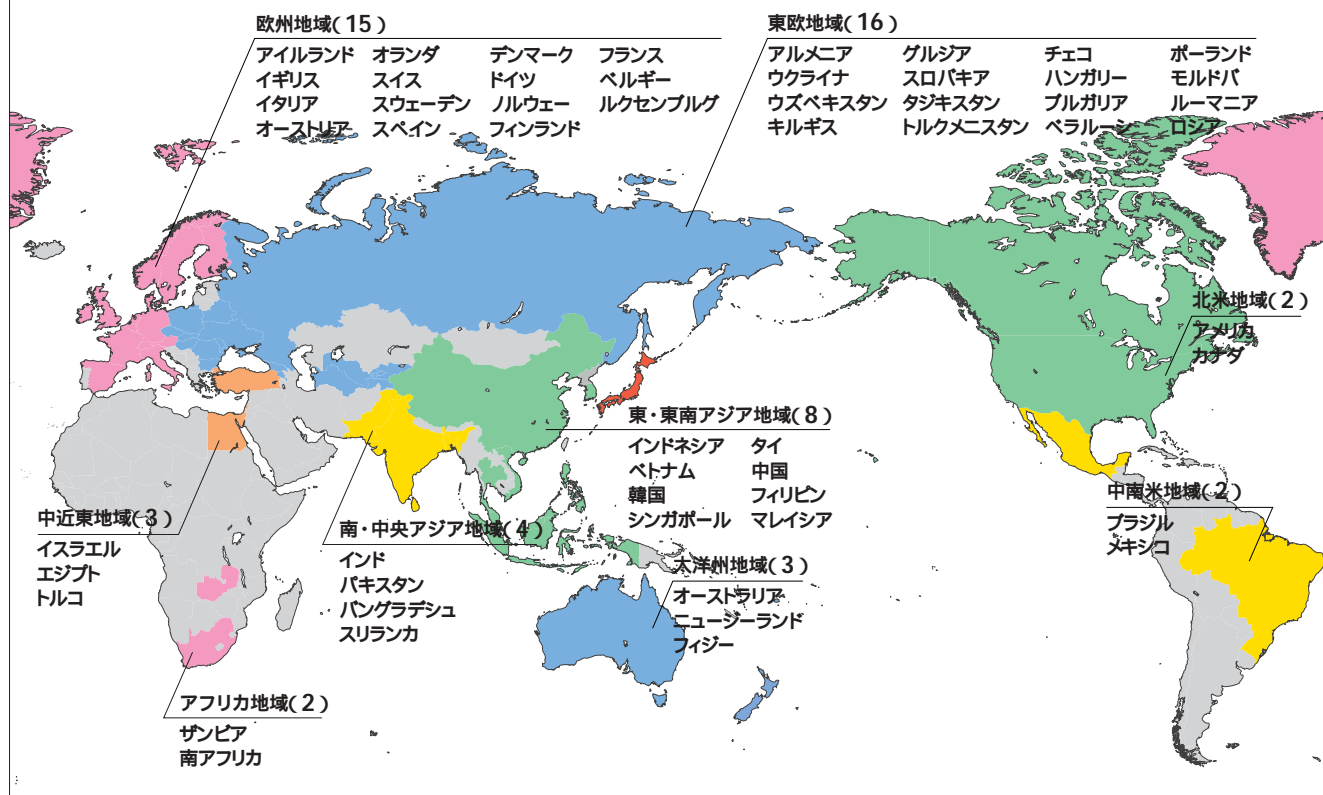 欧州地域(15)
アイルランド オランダ デンマーク フランス
イギリス スイス ドイツ ベルギー
イタリア スウェーデン ノルウェー ルクセンブルグ
オーストリア スペイン フィンランド
東欧地域(16)
アルメニア グルジア チェコ ポーランド
ウクライナ スロバキア ハンガリー モルドバ
ウズベキスタン タジキスタン ブルガリア ルーマニア
キルギス トルクメニスタン ベラルーシ ロシア
北米地域(2)
アメリカ
カナダ
東・東南アジア地域(8)
インドネシア タイ
ベトナム 中国
韓国 フィリピン
シンガポール マレイシア
中南米地域(2)
ブラジル
メキシコ
中近東地域(3)
イスラエル
エジプト
トルコ
南・中央アジア地域(4)
インド
パキスタン
バングラデシュ
スリランカ
太洋州地域(3)
オーストラリア
ニュージーランド
フィジー
アフリカ地域(2)
ザンビア
南アフリカ